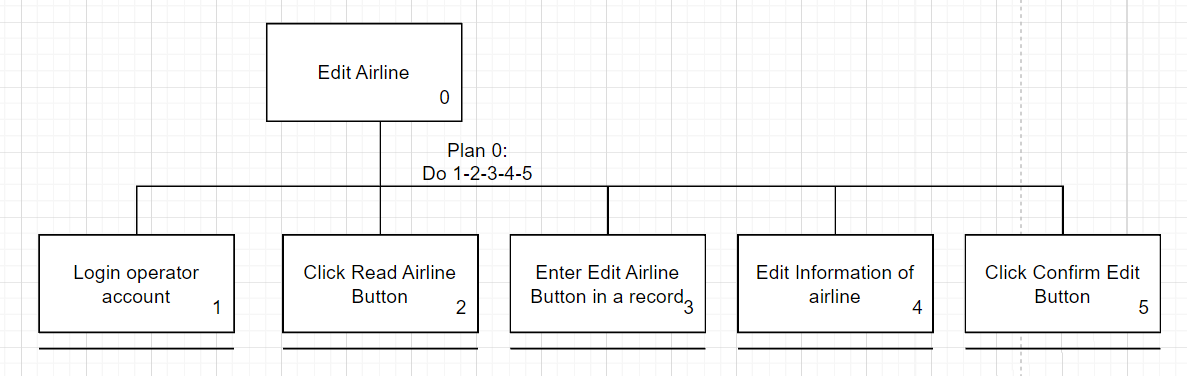 Edit Airline
0
Plan 0:
Do 1-2-3-4-5
Login operator
account
1
Click Read Airline
Button
2
Enter Edit Airline
Button in a record
3
Edit Information of
airline
4
Click Confirm Edit
Button
5